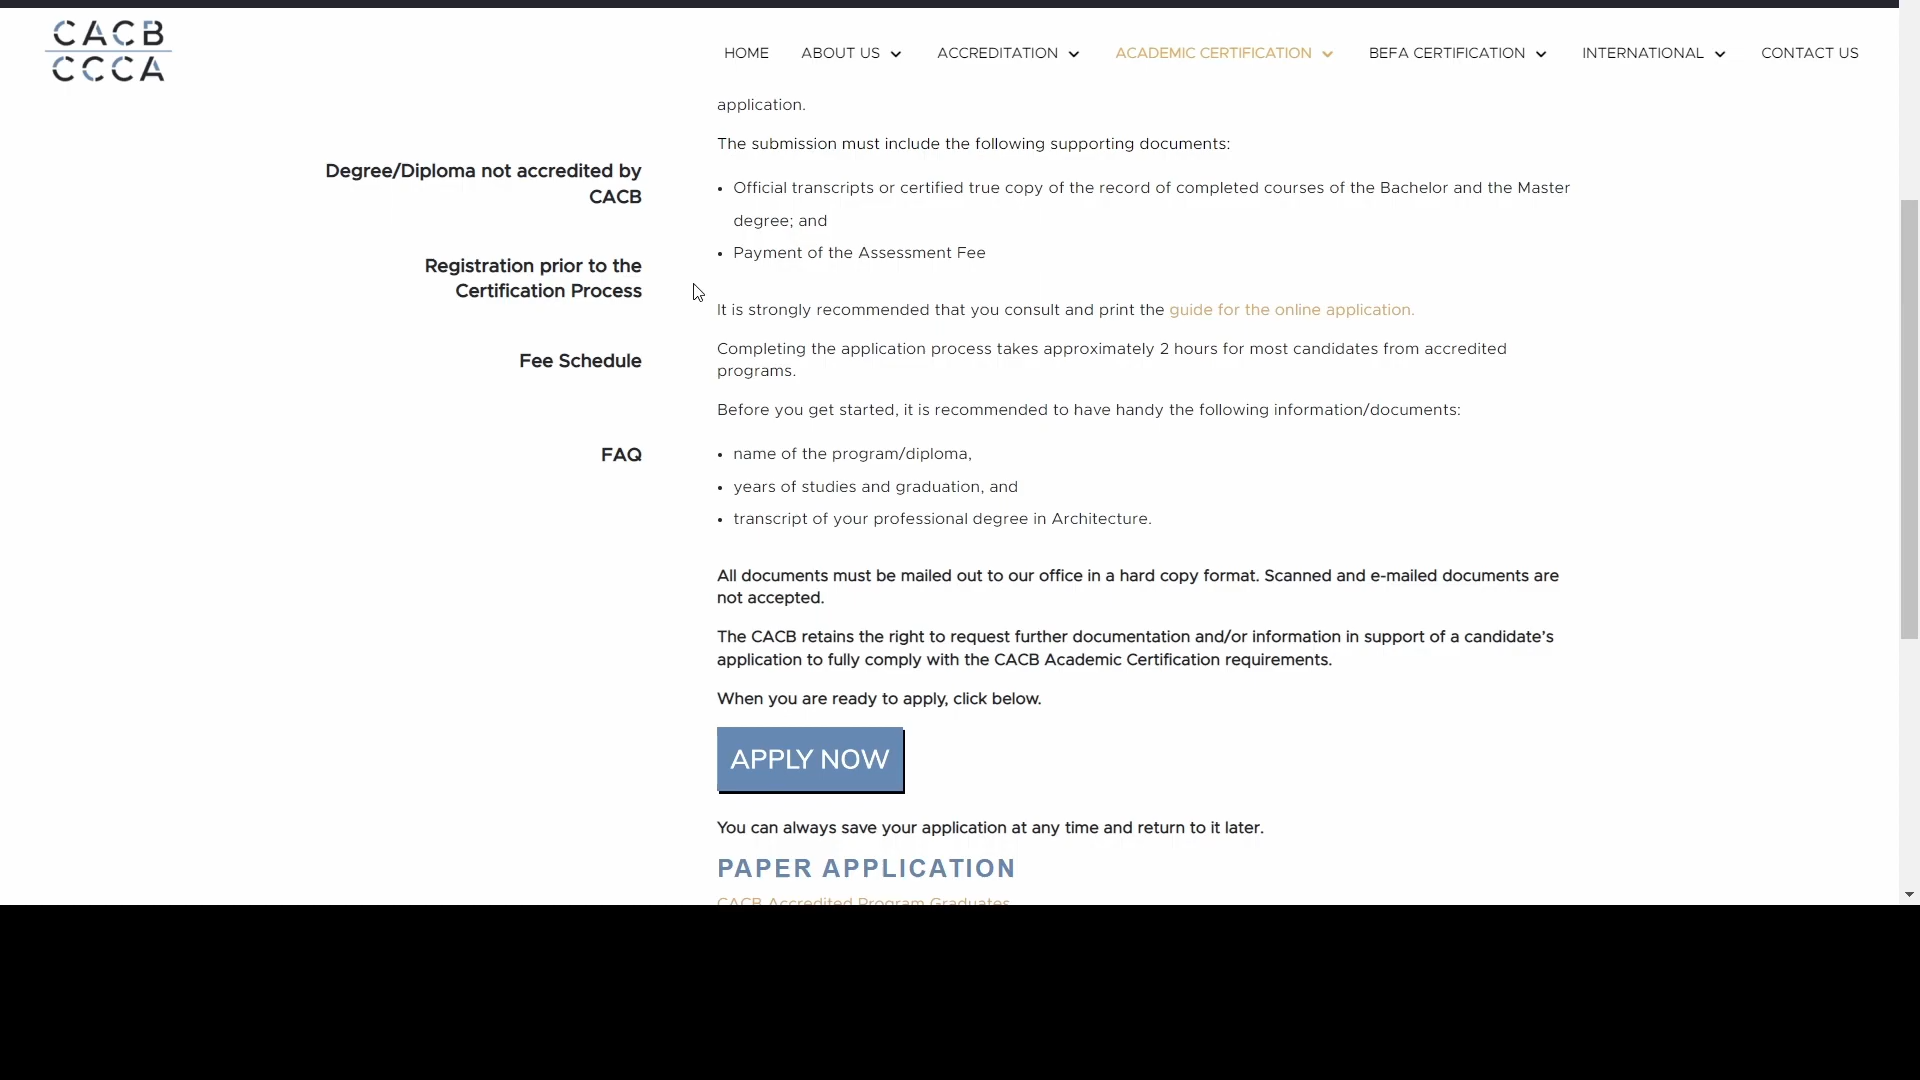 CACB
CCCA
HOME
ABOUT US
ACCREDITATION
ACADEMIC CERTIFICATION
BEFA CERTIFICATION
INTERNATIONAL
CONTACT US
Degree/Diploma not accredited by
CACB
Registration prior to the
Certification Process
Fee Schedule
FAQ
application.
The submission must include the following supporting documents:
• Official transcripts or certified true copy of the record of completed courses of the Bachelor and the Master
degree; and
• Payment of the Assessment Fee
It is strongly recommended that you consult and print the guide for the online application.
Completing the application process takes approximately 2 hours for most candidates from accredited
programs.
Before you get started, it is recommended to have handy the following information/documents:
• name of the program/diploma,
• years of studies and graduation, and
• transcript of your professional degree in Architecture.
All documents must be mailed out to our office in a hard copy format. Scanned and e-mailed documents are
not accepted.
The CACB retains the right to request further documentation and/or information in support of a candidate’s
application to fully comply with the CACB Academic Certification requirements.
When you are ready to apply, click below.
APPLY NOW
You can always save your application at any time and return to it later.
PAPER APPLICATION
CACB Accredited Program Graduates